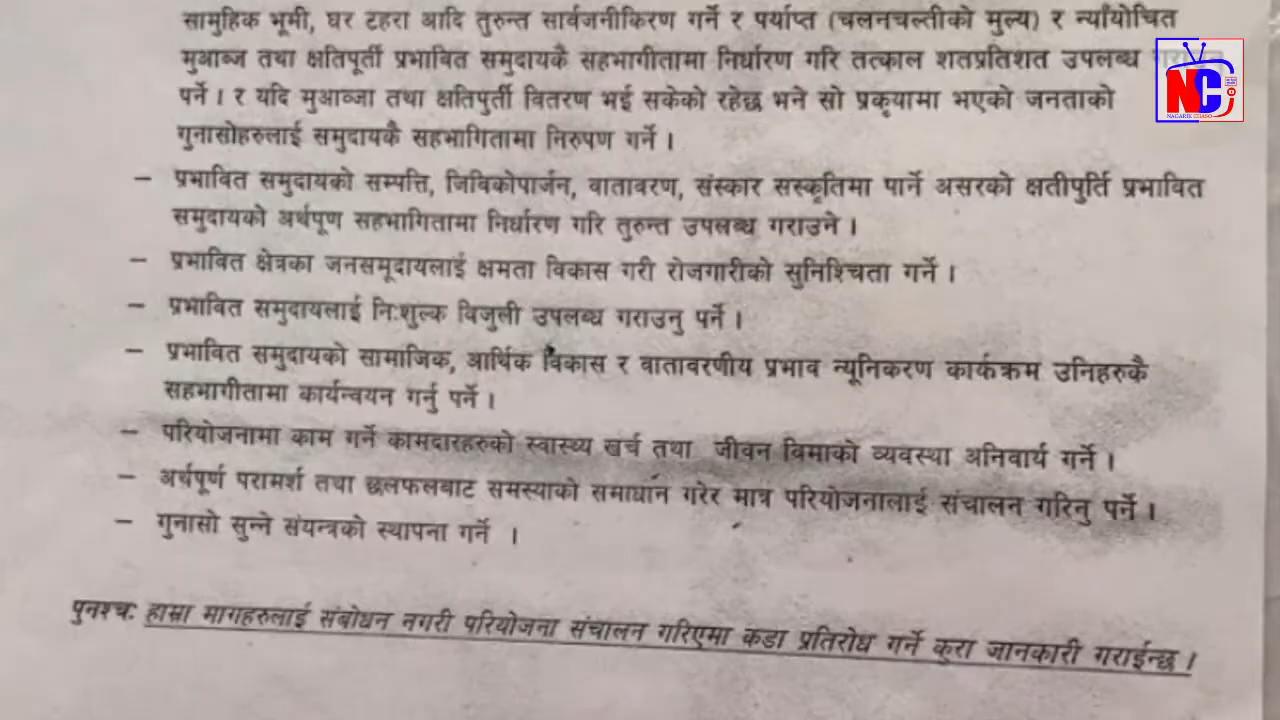 सामुहिक भूमी, घर टहरा आदि तुरुन्त सार्वजनीकिरण गर्ने र पर्याप्त (चलनचल्तीको मुल्य) र न्यायोचित
मुआब्ज तथा क्षतिपूर्ती प्रभावित समुदायकै सहभागीतामा निर्धारण गरि तत्काल शतप्रतिशत उपलब्ध
पर्ने । र यदि मुआब्जा तथा क्षतिपुर्ती वितरण भई सकेको रहेछ भने सो प्रकृयामा भएको जनताको
गुनासोहरुलाई समुदायकै सहभागितामा निरुपण गर्ने ।
– प्रभावित समुदायको सम्पत्ति, जिविकोपार्जन, वातावरण, संस्कार सस्कृतिमा पार्ने असरको क्षतीपुर्ति प्रभावित
समुदायको अर्थपूण सहभागितामा निर्धारण गरि तुरुन्त उपलब्ध गराउने ।
– प्रभावित क्षेत्रका जनसमूदायलाई क्षमता विकास गरी रोजगारीको सुनिश्चिता गर्ने ।
– प्रभावित समुदायलाई नि:शुल्क विजुली उपलब्ध गराउनु पर्ने ।
– प्रभावित समुदायको सामाजिक, आर्थिक विकास र वातावरणीय प्रभाव न्यूनिकरण कार्यक्रम उनिहरुकै
सहभागीतामा कार्यन्वयन गर्नु पर्ने ।
– परियोजनामा काम गर्ने कामदारहरुको स्वास्थ्य खर्च तथा जीवन विमाको व्यवस्था अनिवार्य गर्ने ।
– अर्थपूर्ण परामर्श तथा छलफलबाट समस्याको समाधान गरेर मात्र परियोजनालाई संचालन गरिनु पर्ने ।
– गुनासो सुन्ने संयन्त्रको स्थापना गर्ने ।
पुनश्च: हाम्रा मागहरुलाई संबोधन नगरी परियोजना संचालन गरिएमा कडा प्रतिरोध गर्ने कुरा जानकारी गराईन्छ ।
NC
NAGARIK